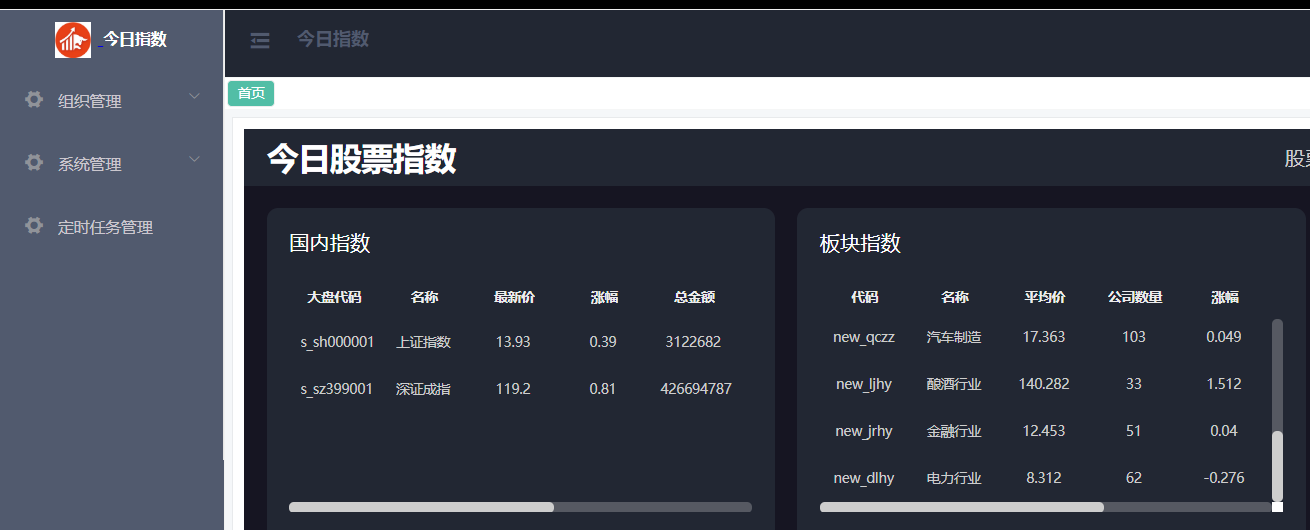 今日指数
今日指数
组织管理
系统管理
定时任务管理
首页
今日股票指数
股票
国内指数
大盘代码 名称 最新价 涨幅 总金额
s_sh000001 上证指数 13.93 0.39 3122682
s_sz399001 深证成指 119.2 0.81 426694787
板块指数
代码 名称 平均价 公司数量 涨幅
new_qczz 汽车制造 17.363 103 0.049
new_ljhy 酿酒行业 140.282 33 1.512
new_jrhy 金融行业 12.453 51 0.04
new_dlhy 电力行业 8.312 62 -0.276